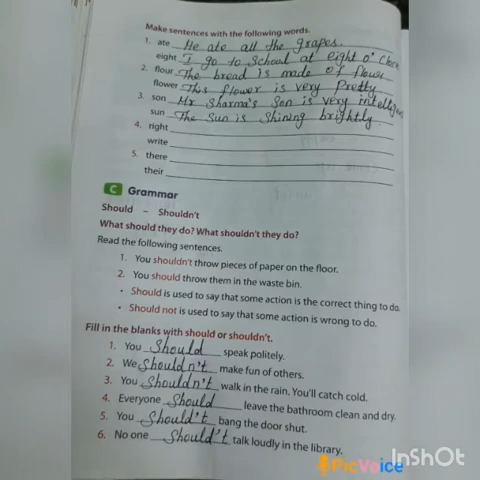 Make sentences with the following words.
1. ate He ate all the grapes.
eight I go to School at eight O' Clock
2. flour The bread is made of flour
flower This flower is very Pretty
3. son Mr Sharma's Son is very intelligent
sun The Sun is Shining brightly.
4. right
write
5. there
their
C Grammar
Should – Shouldn't
What should they do? What shouldn't they do?
Read the following sentences.
1. You shouldn't throw pieces of paper on the floor.
2. You should throw them in the waste bin.
• Should is used to say that some action is the correct thing to do.
• Should not is used to say that some action is wrong to do.
Fill in the blanks with should or shouldn't.
1. You Should speak politely.
2. We Shouldn't make fun of others.
3. You Shouldn't walk in the rain. You'll catch cold.
4. Everyone Should leave the bathroom clean and dry.
5. You Should't bang the door shut.
6. No one Should't talk loudly in the library.
InShOt
PicVoice